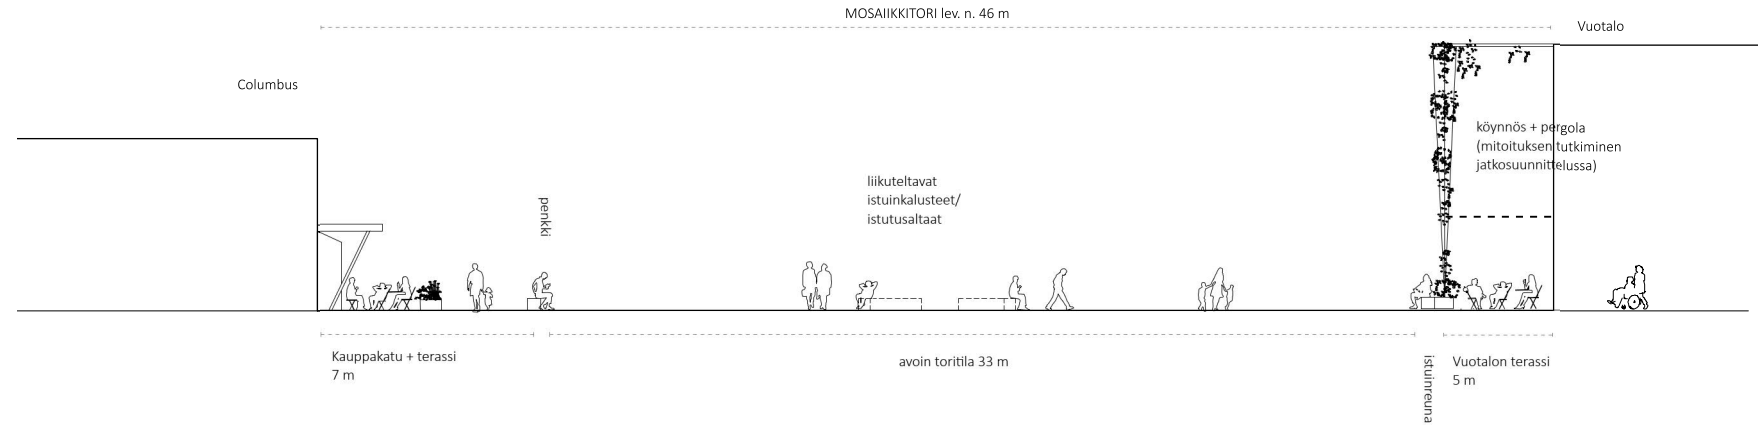 MOSAIIKKITORI lev. n. 46 m
Vuotalo
Columbus
köynnös + pergola
(mitoituksen tutkiminen
jatkosuunnittelussa)
liikuteltavat
istuinkalusteet/
istutusaltaat
penkki
Kauppakatu + terassi
7 m
avoin toritila 33 m
istuinreuna
Vuotalon terassi
5 m